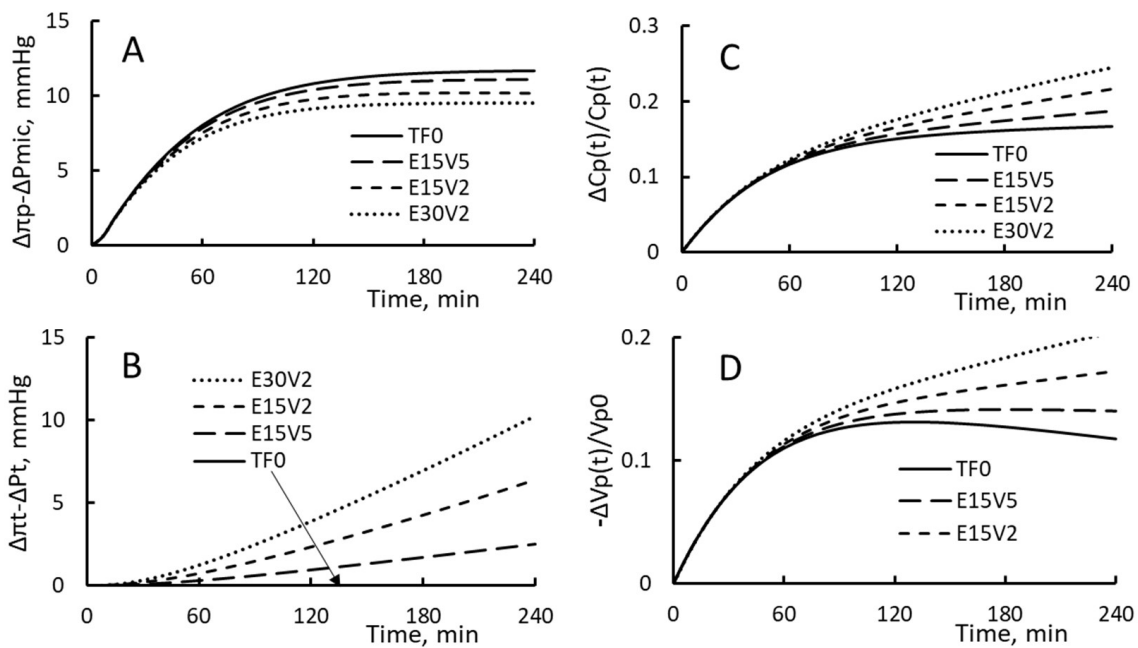 A
Δπp-ΔPmic, mmHg
15
10
5
0
TF0
E15V5
E15V2
E30V2
0 60 120 180 240
Time, min
C
ΔCp(t)/Cp(t)
0.3
0.2
0.1
0
TF0
E15V5
E15V2
E30V2
0 60 120 180 240
Time, min
B
Δπt-ΔPt, mmHg
15
10
5
0
E30V2
E15V2
E15V5
TF0
0 60 120 180 240
Time, min
D
-ΔVp(t)/Vp0
0.2
0.1
0
TF0
E15V5
E15V2
0 60 120 180 240
Time, min